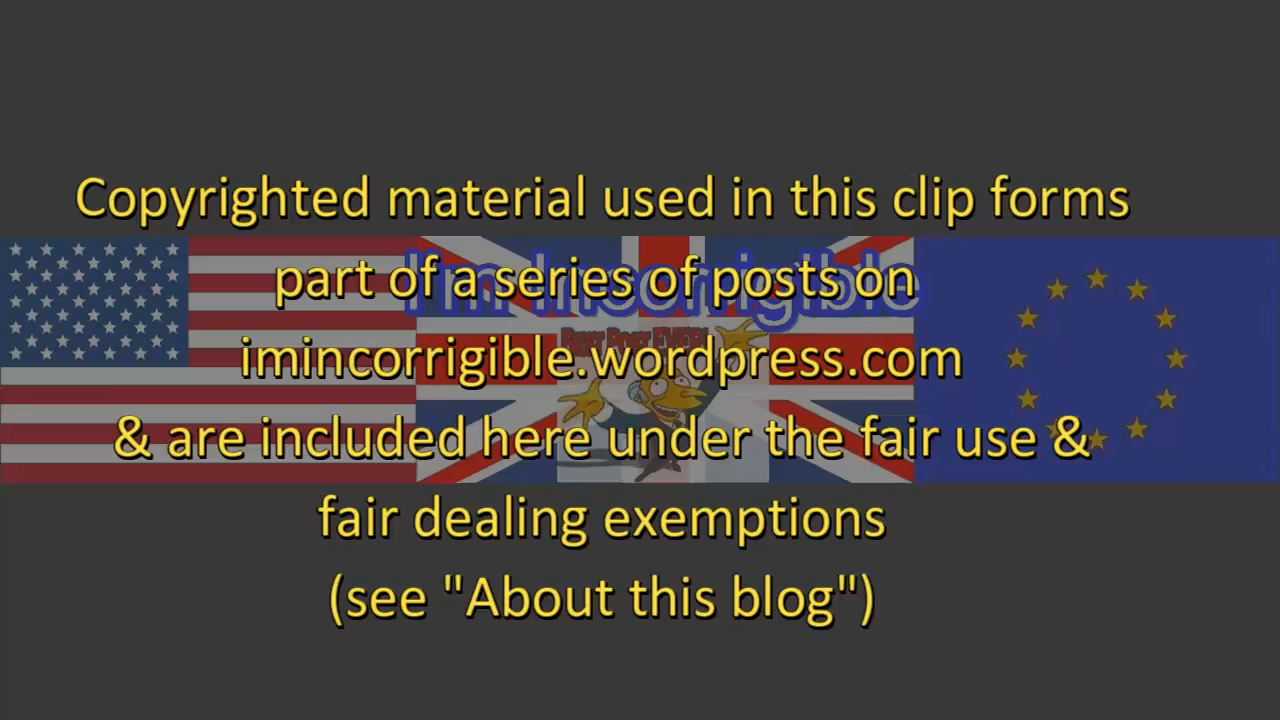 Copyrighted material used in this clip forms
part of a series of posts on
I'm Incorrigible
imincorrigible.wordpress.com
& are included here under the fair use &
fair dealing exemptions
(see "About this blog")